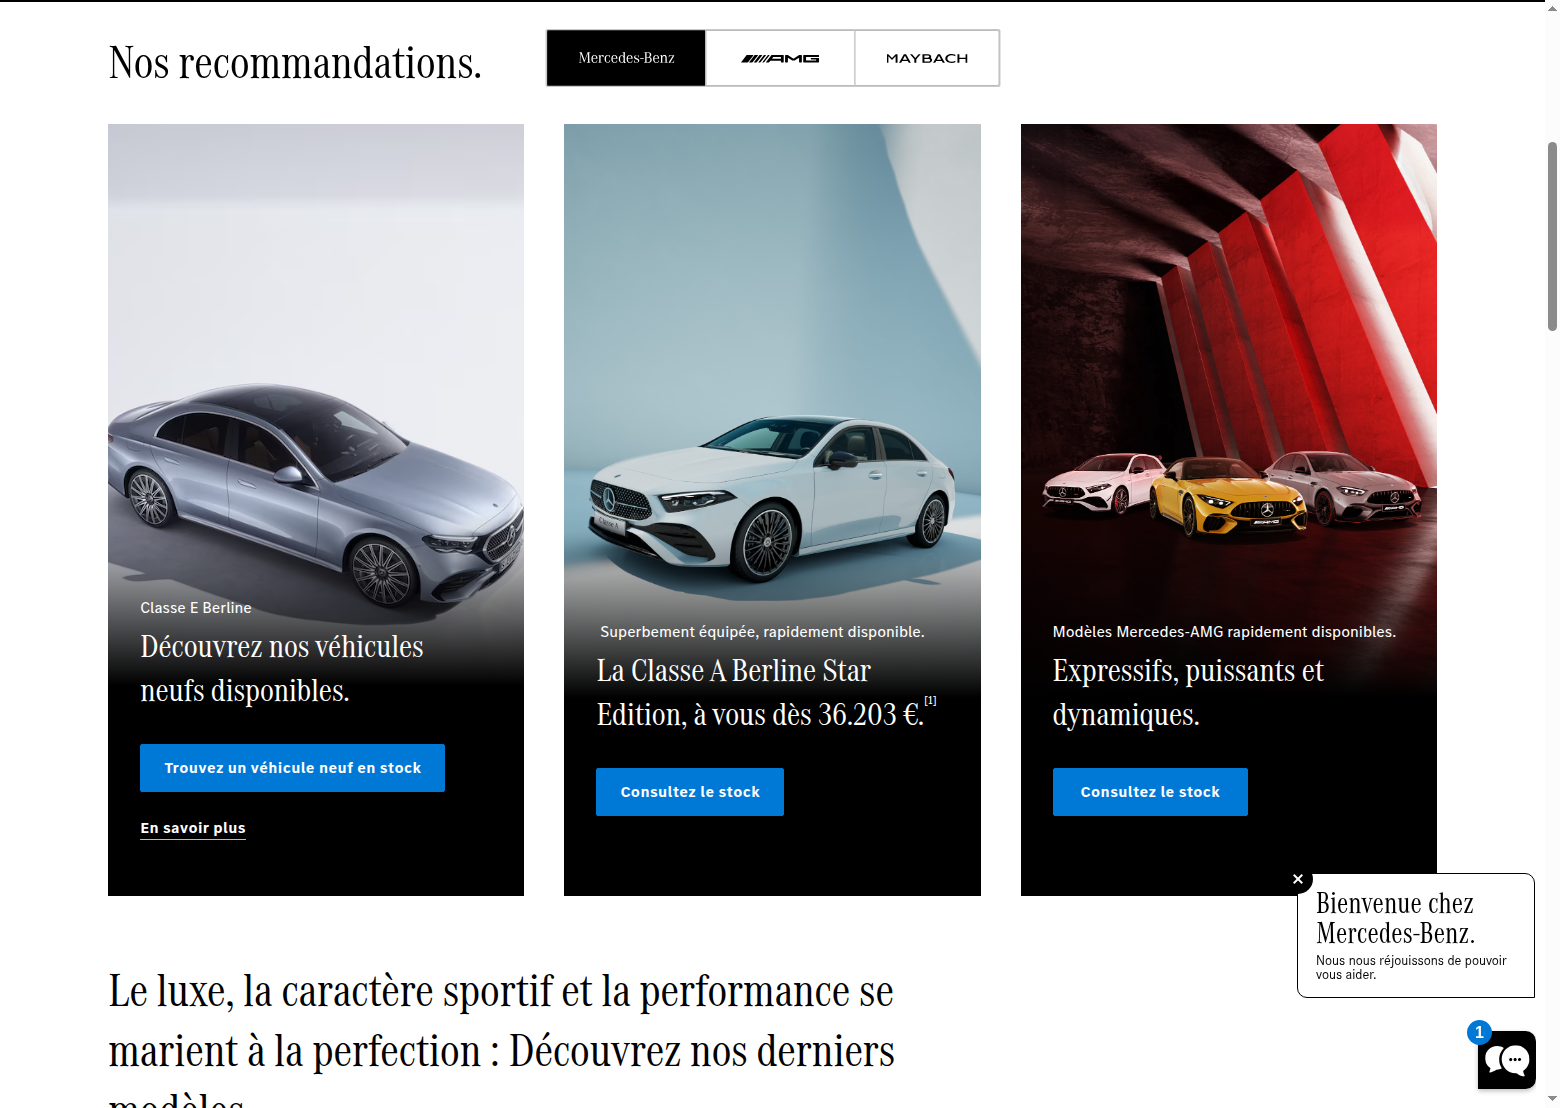 Nos recommandations.
Mercedes-Benz
AMG
MAYBACH
Classe E Berline
Découvrez nos véhicules
neufs disponibles.
Trouvez un véhicule neuf en stock
En savoir plus
Classe A
Superbement équipée, rapidement disponible.
La Classe A Berline Star
Edition, à vous dès 36.203 €.[1]
Consultez le stock
AMG
Modèles Mercedes-AMG rapidement disponibles.
Expressifs, puissants et
dynamiques.
Consultez le stock
Bienvenue chez
Mercedes-Benz.
Nous nous réjouissons de pouvoir
vous aider.
Le luxe, la caractère sportif et la performance se
marient à la perfection : Découvrez nos derniers
modèles
1